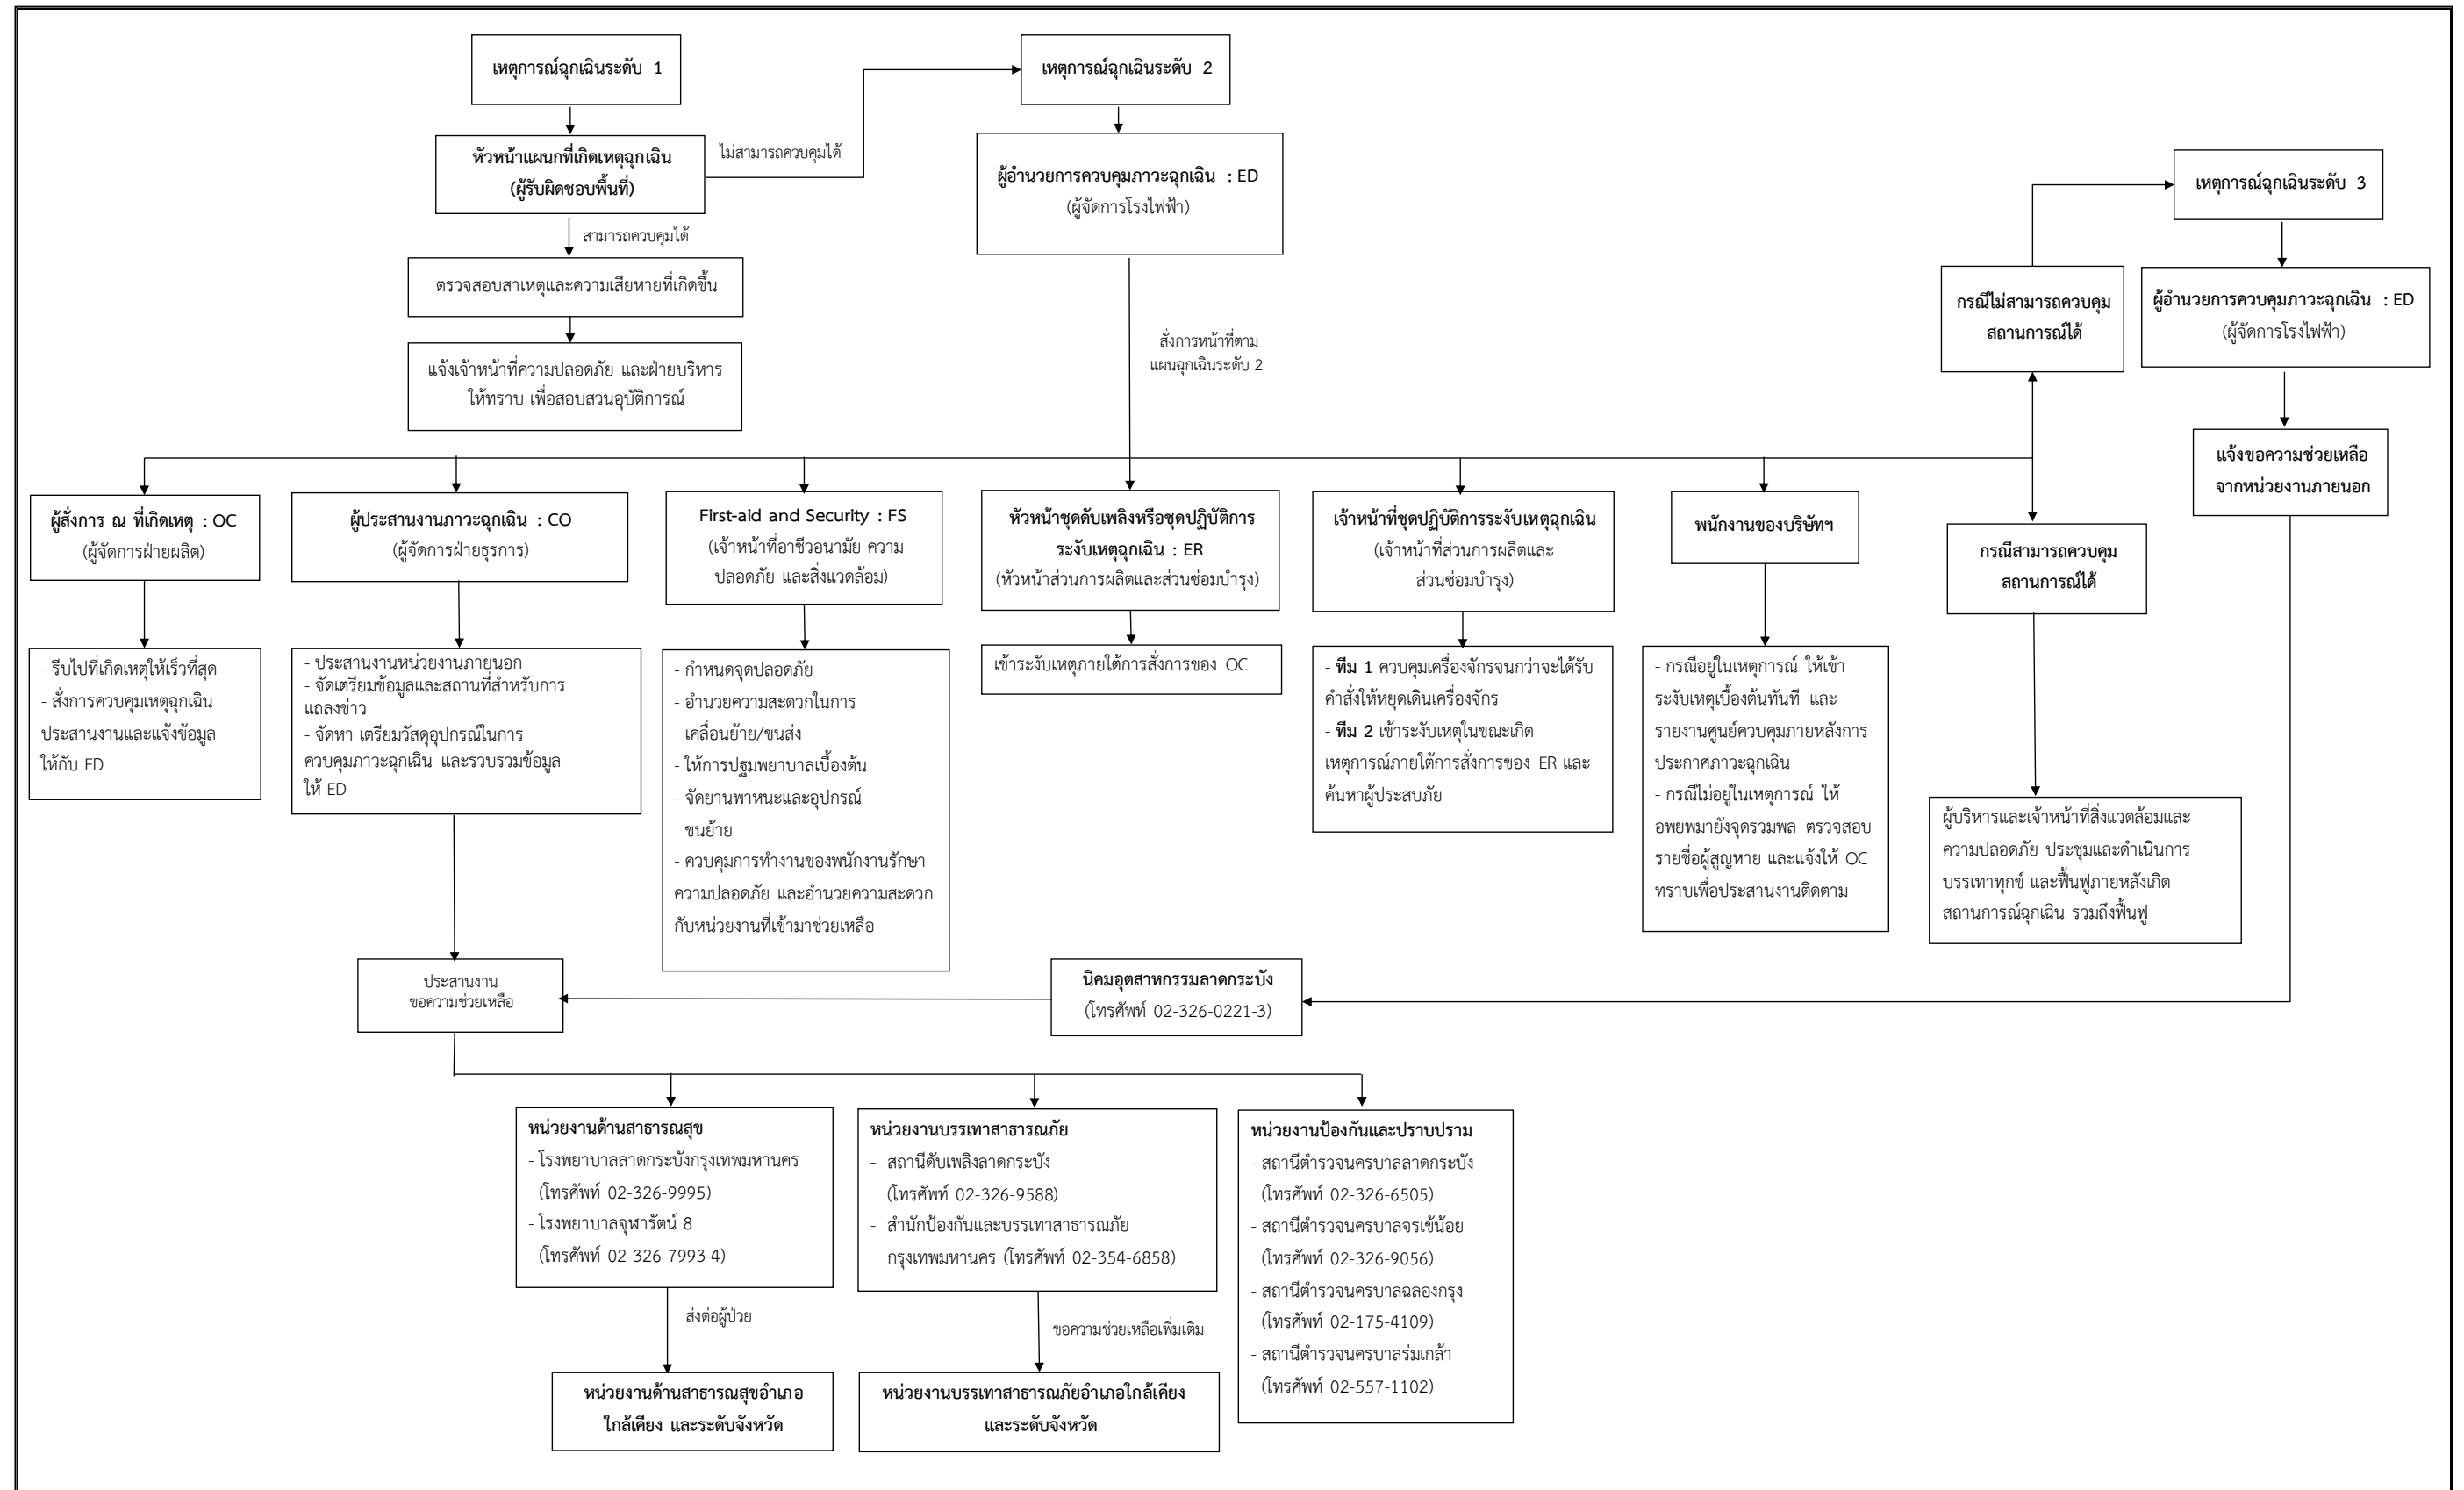 เหตุการณ์ฉุกเฉินระดับ 1
เหตุการณ์ฉุกเฉินระดับ 2
หัวหน้าแผนกที่เกิดเหตุฉุกเฉิน
(ผู้รับผิดชอบพื้นที่)
ไม่สามารถควบคุมได้
ผู้อำนวยการควบคุมภาวะฉุกเฉิน : ED
(ผู้จัดการโรงไฟฟ้า)
เหตุการณ์ฉุกเฉินระดับ 3
สามารถควบคุมได้
ตรวจสอบสาเหตุและความเสียหายที่เกิดขึ้น
แจ้งเจ้าหน้าที่ความปลอดภัย และฝ่ายบริหาร
ให้ทราบ เพื่อสอบสวนอุบัติการณ์
สั่งการหน้าที่ตาม
แผนฉุกเฉินระดับ 2
กรณีไม่สามารถควบคุม
สถานการณ์ได้
ผู้อำนวยการควบคุมภาวะฉุกเฉิน : ED
(ผู้จัดการโรงไฟฟ้า)
แจ้งขอความช่วยเหลือ
จากหน่วยงานภายนอก
ผู้สั่งการ ณ ที่เกิดเหตุ : OC
(ผู้จัดการฝ่ายผลิต)
ผู้ประสานงานภาวะฉุกเฉิน : CO
(ผู้จัดการฝ่ายธุรการ)
First-aid and Security : FS
(เจ้าหน้าที่อาชีวอนามัย ความ
ปลอดภัย และสิ่งแวดล้อม)
หัวหน้าชุดดับเพลิงหรือชุดปฏิบัติการ
ระงับเหตุฉุกเฉิน : ER
(หัวหน้าส่วนการผลิตและส่วนซ่อมบำรุง)
เจ้าหน้าที่ชุดปฏิบัติการระงับเหตุฉุกเฉิน
(เจ้าหน้าที่ส่วนการผลิตและ
ส่วนซ่อมบำรุง)
พนักงานของบริษัทฯ
กรณีสามารถควบคุม
สถานการณ์ได้
- รีบไปที่เกิดเหตุให้เร็วที่สุด
- สั่งการควบคุมเหตุฉุกเฉิน
ประสานงานและแจ้งข้อมูล
ให้กับ ED
- ประสานงานหน่วยงานภายนอก
- จัดเตรียมข้อมูลและสถานที่สำหรับการ
แถลงข่าว
- จัดหา เตรียมวัสดุอุปกรณ์ในการ
ควบคุมภาวะฉุกเฉิน และรวบรวมข้อมูล
ให้ ED
- กำหนดจุดปลอดภัย
- อำนวยความสะดวกในการ
เคลื่อนย้าย/ขนส่ง
- ให้การปฐมพยาบาลเบื้องต้น
- จัดยานพาหนะและอุปกรณ์
ขนย้าย
- ควบคุมการทำงานของพนักงานรักษา
ความปลอดภัย และอำนวยความสะดวก
กับหน่วยงานที่เข้ามาช่วยเหลือ
เข้าระงับเหตุภายใต้การสั่งการของ OC
- ทีม 1 ควบคุมเครื่องจักรจนกว่าจะได้รับ
คำสั่งให้หยุดเดินเครื่องจักร
- ทีม 2 เข้าระงับเหตุในขณะเกิด
เหตุการณ์ภายใต้การสั่งการของ ER และ
ค้นหาผู้ประสบภัย
- กรณีอยู่ในเหตุการณ์ ให้เข้า
ระงับเหตุเบื้องต้นทันที และ
รายงานศูนย์ควบคุมภายหลังการ
ประกาศภาวะฉุกเฉิน
- กรณีไม่อยู่ในเหตุการณ์ ให้
อพยพมายังจุดรวมพล ตรวจสอบ
รายชื่อผู้สูญหาย และแจ้งให้ OC
ทราบเพื่อประสานงานติดตาม
ผู้บริหารและเจ้าหน้าที่สิ่งแวดล้อมและ
ความปลอดภัย ประชุมและดำเนินการ
บรรเทาทุกข์ และฟื้นฟูภายหลังเกิด
สถานการณ์ฉุกเฉิน รวมถึงฟื้นฟู
ประสานงาน
ขอความช่วยเหลือ
นิคมอุตสาหกรรมลาดกระบัง
(โทรศัพท์ 02-326-0221-3)
หน่วยงานด้านสาธารณสุข
- โรงพยาบาลลาดกระบังกรุงเทพมหานคร
(โทรศัพท์ 02-326-9995)
- โรงพยาบาลจุฬารัตน์ 8
(โทรศัพท์ 02-326-7993-4)
หน่วยงานบรรเทาสาธารณภัย
- สถานีดับเพลิงลาดกระบัง
(โทรศัพท์ 02-326-9588)
- สำนักป้องกันและบรรเทาสาธารณภัย
กรุงเทพมหานคร (โทรศัพท์ 02-354-6858)
หน่วยงานป้องกันและปราบปราม
- สถานีตำรวจนครบาลลาดกระบัง
(โทรศัพท์ 02-326-6505)
- สถานีตำรวจนครบาลจรเข้น้อย
(โทรศัพท์ 02-326-9056)
- สถานีตำรวจนครบาลฉลองกรุง
(โทรศัพท์ 02-175-4109)
- สถานีตำรวจนครบาลร่มเกล้า
(โทรศัพท์ 02-557-1102)
ส่งต่อผู้ป่วย
ขอความช่วยเหลือเพิ่มเติม
หน่วยงานด้านสาธารณสุขอำเภอ
ใกล้เคียง และระดับจังหวัด
หน่วยงานบรรเทาสาธารณภัยอำเภอใกล้เคียง
และระดับจังหวัด